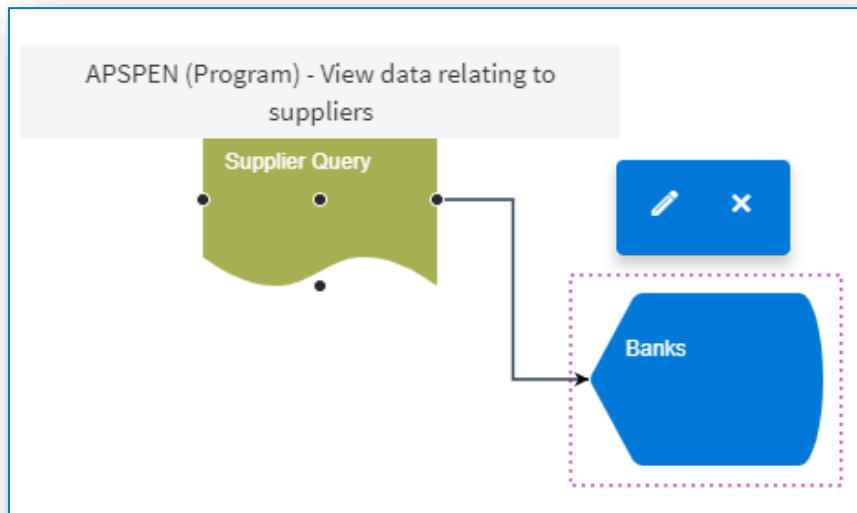 APSPEN (Program) - View data relating to
suppliers
Supplier Query
Banks